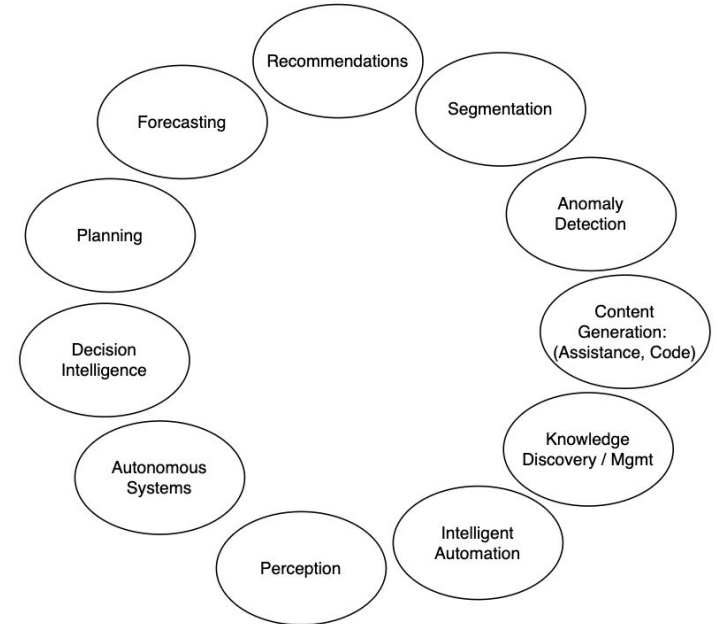 Recommendations
Segmentation
Anomaly
Detection
Content
Generation:
(Assistance, Code)
Knowledge
Discovery / Mgmt
Intelligent
Automation
Perception
Autonomous
Systems
Decision
Intelligence
Planning
Forecasting